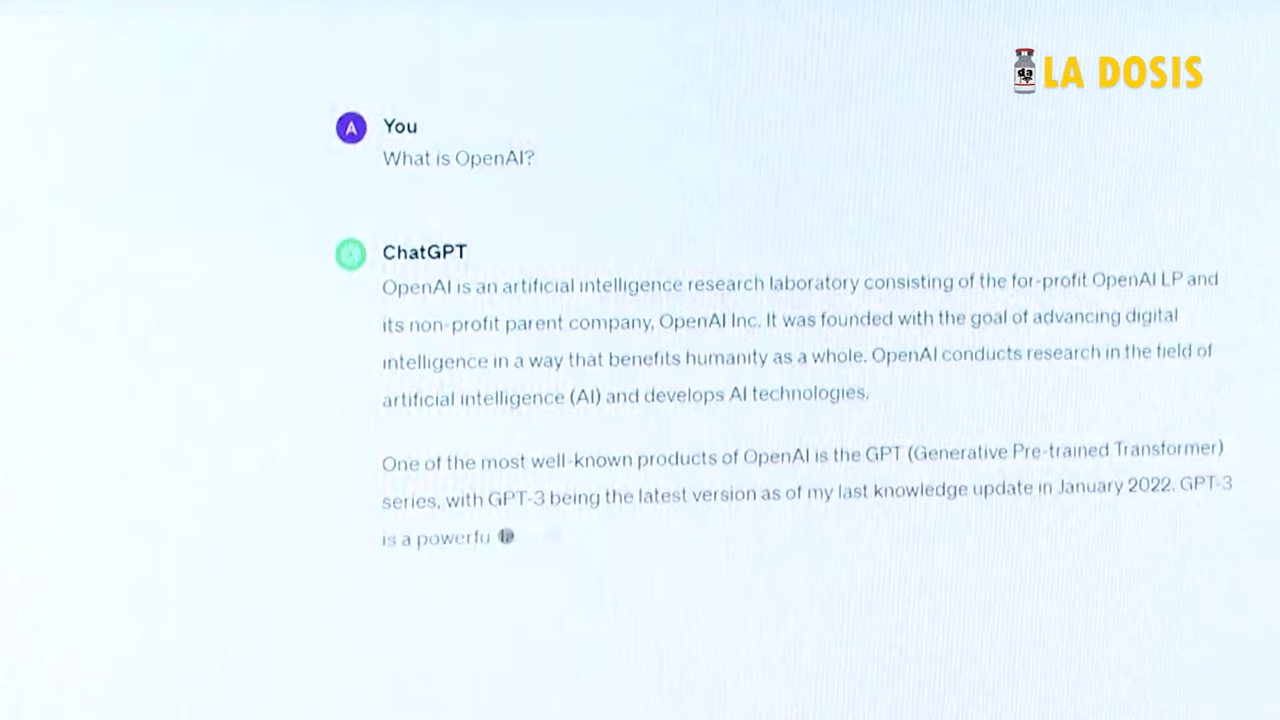 LA DOSIS
A
You
What is OpenAI?
ChatGPT
OpenAI is an artificial intelligence research laboratory consisting of the for-profit OpenAI LP and
its non-profit parent company, OpenAI Inc. It was founded with the goal of advancing digital
intelligence in a way that benefits humanity as a whole. OpenAI conducts research in the field of
artificial intelligence (AI) and develops AI technologies.
One of the most well-known products of OpenAI is the GPT (Generative Pre-trained Transformer)
series, with GPT-3 being the latest version as of my last knowledge update in January 2022. GPT-3
is a powerfu